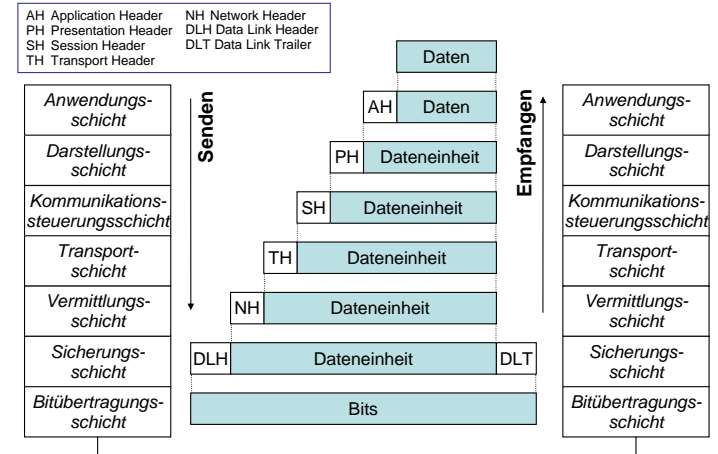 AH Application Header
PH Presentation Header
SH Session Header
TH Transport Header
NH Network Header
DLH Data Link Header
DLT Data Link Trailer
Anwendungs-
schicht
Darstellungs-
schicht
Kommunikations-
steuerungsschicht
Transport-
schicht
Vermittlungs-
schicht
Sicherungs-
schicht
Bitübertragungs-
schicht
Senden
Daten
AH Daten
PH Dateneinheit
SH Dateneinheit
TH Dateneinheit
NH Dateneinheit
DLH Dateneinheit DLT
Bits
Empfangen
Anwendungs-
schicht
Darstellungs-
schicht
Kommunikations-
steuerungsschicht
Transport-
schicht
Vermittlungs-
schicht
Sicherungs-
schicht
Bitübertragungs-
schicht